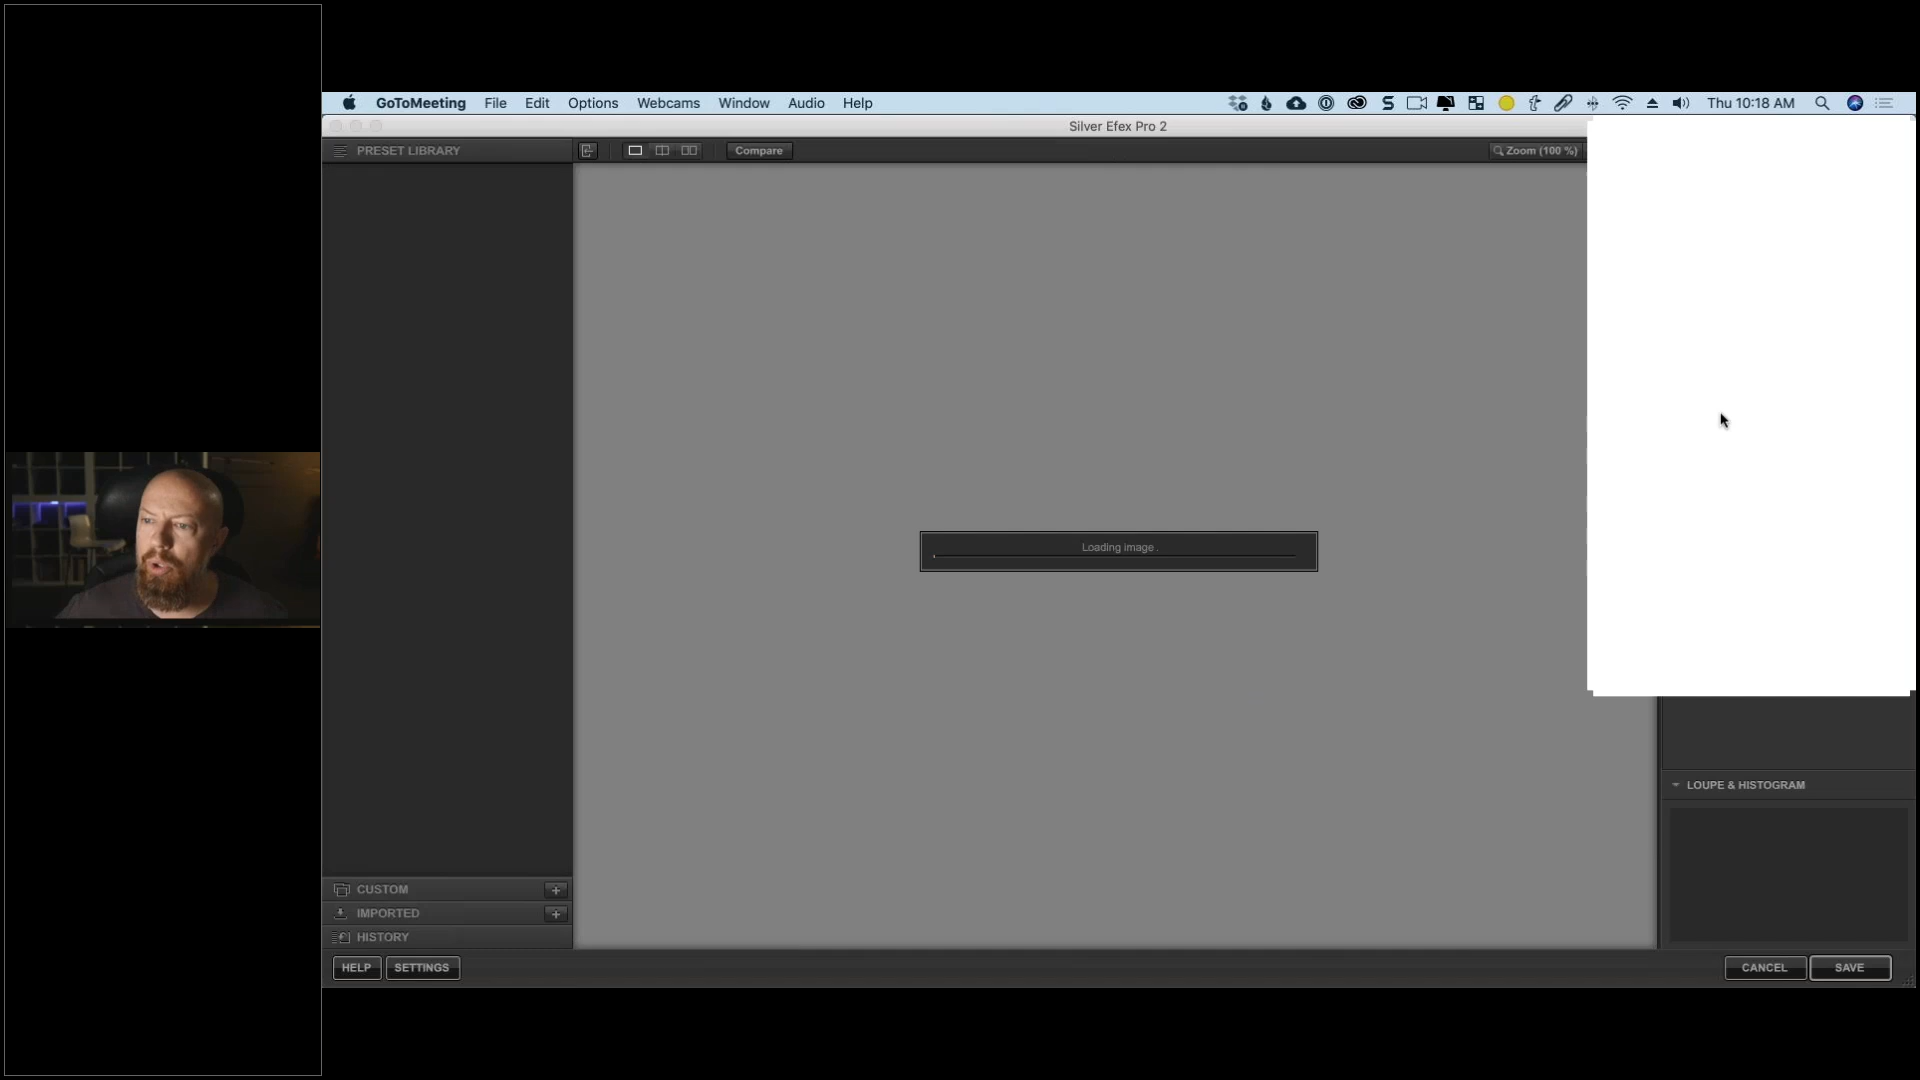 GoToMeeting File Edit Options Webcams Window Audio Help Thu 10:18 AM
Silver Efex Pro 2
PRESET LIBRARY Compare Zoom (100 %)
Loading image .
LOUPE & HISTOGRAM
CUSTOM
IMPORTED
HISTORY
HELP SETTINGS CANCEL SAVE